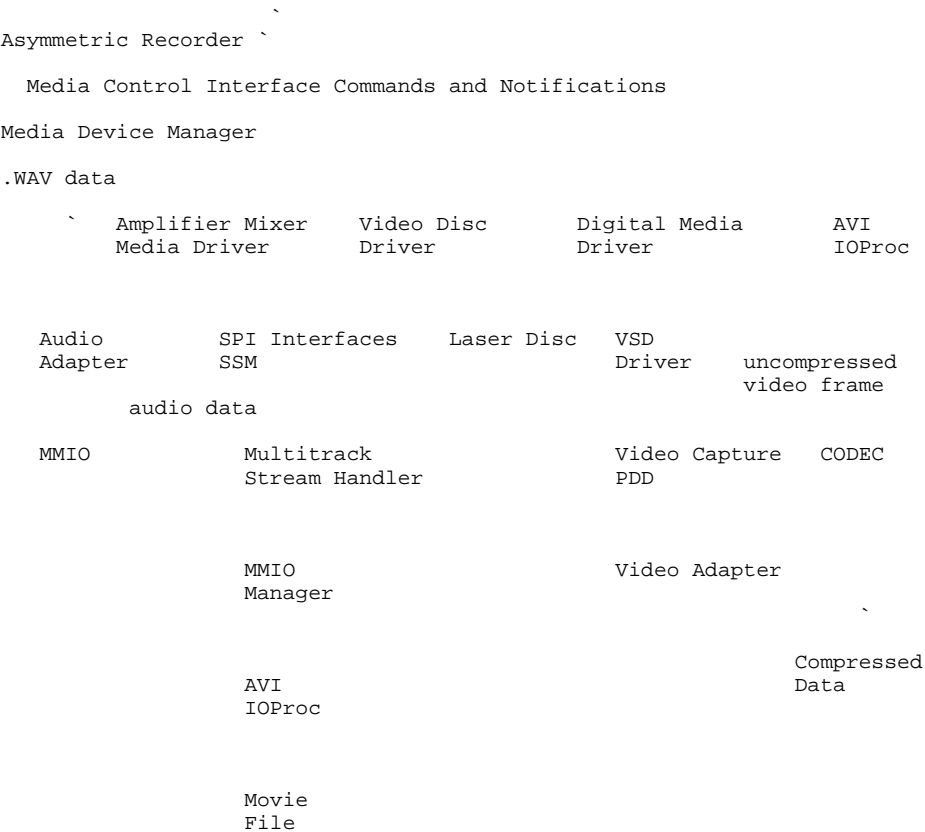 `
Asymmetric Recorder `
Media Control Interface Commands and Notifications
Media Device Manager
.WAV data
` Amplifier Mixer Video Disc Digital Media AVI
Media Driver Driver Driver IOProc
Audio SPI Interfaces Laser Disc VSD
Adapter SSM Driver uncompressed
video frame
audio data
MMIO Multitrack Video Capture CODEC
Stream Handler PDD
MMIO Video Adapter
Manager
`
Compressed
AVI Data
IOProc
Movie
File